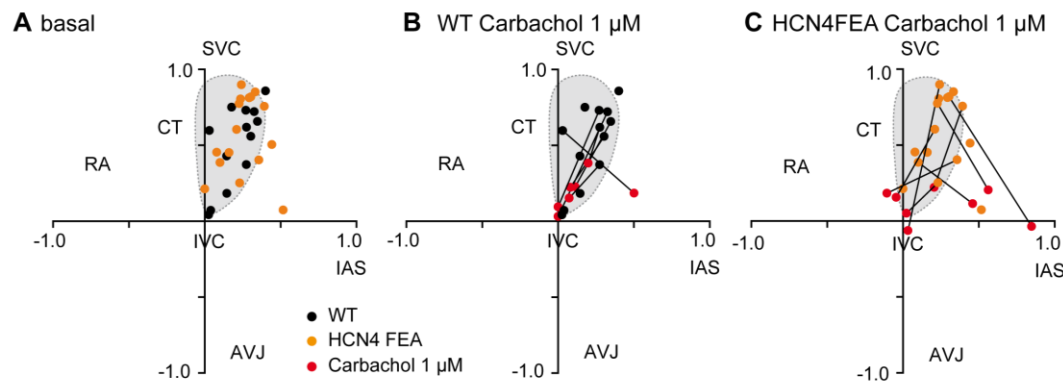 A basal
B WT Carbachol 1 μM
C HCN4FEA Carbachol 1 μM
SVC
1.0
CT
RA
-1.0
IVC
1.0
IAS
AVJ
-1.0
WT
HCN4 FEA
Carbachol 1 μM
SVC
1.0
CT
RA
-1.0
IVC
1.0
IAS
AVJ
-1.0
SVC
1.0
CT
RA
-1.0
IVC
1.0
IAS
AVJ
-1.0